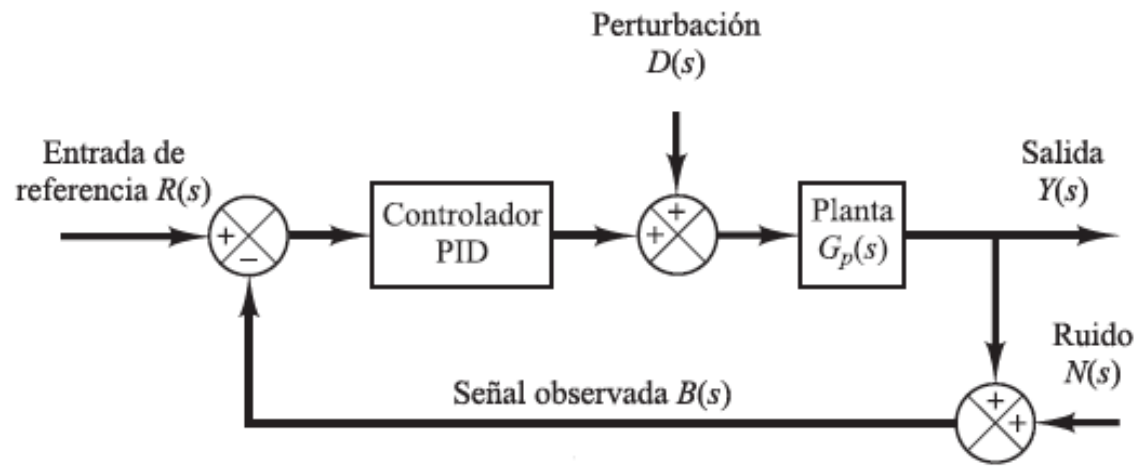 Perturbación
D(s)
Entrada de
referencia R(s)
+
−
Controlador
PID
+
+
Planta
Gₚ(s)
Salida
Y(s)
Ruido
N(s)
+
+
Señal observada B(s)